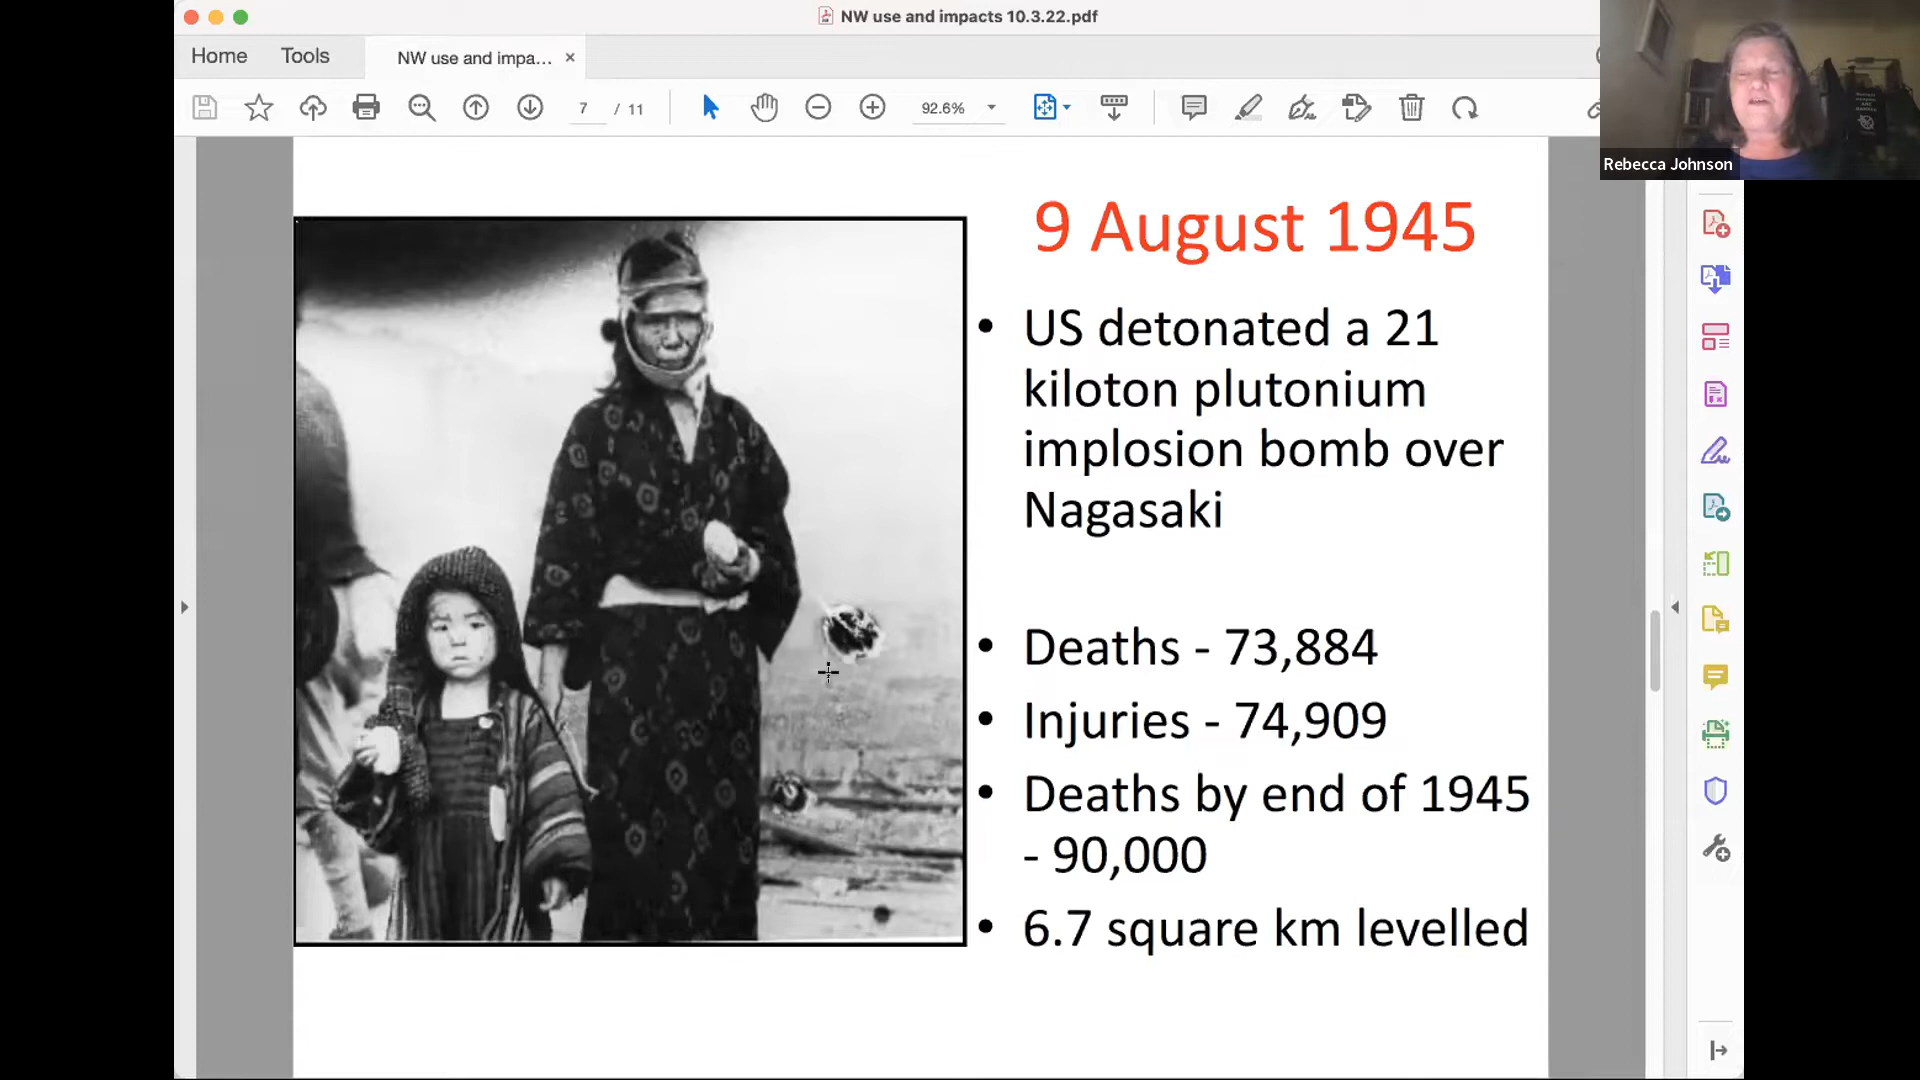 NW use and impacts 10.3.22.pdf
Home
Tools
NW use and impa...
7 / 11
92.6%
Rebecca Johnson
9 August 1945
• US detonated a 21
kiloton plutonium
implosion bomb over
Nagasaki
• Deaths - 73,884
• Injuries - 74,909
• Deaths by end of 1945
- 90,000
• 6.7 square km levelled